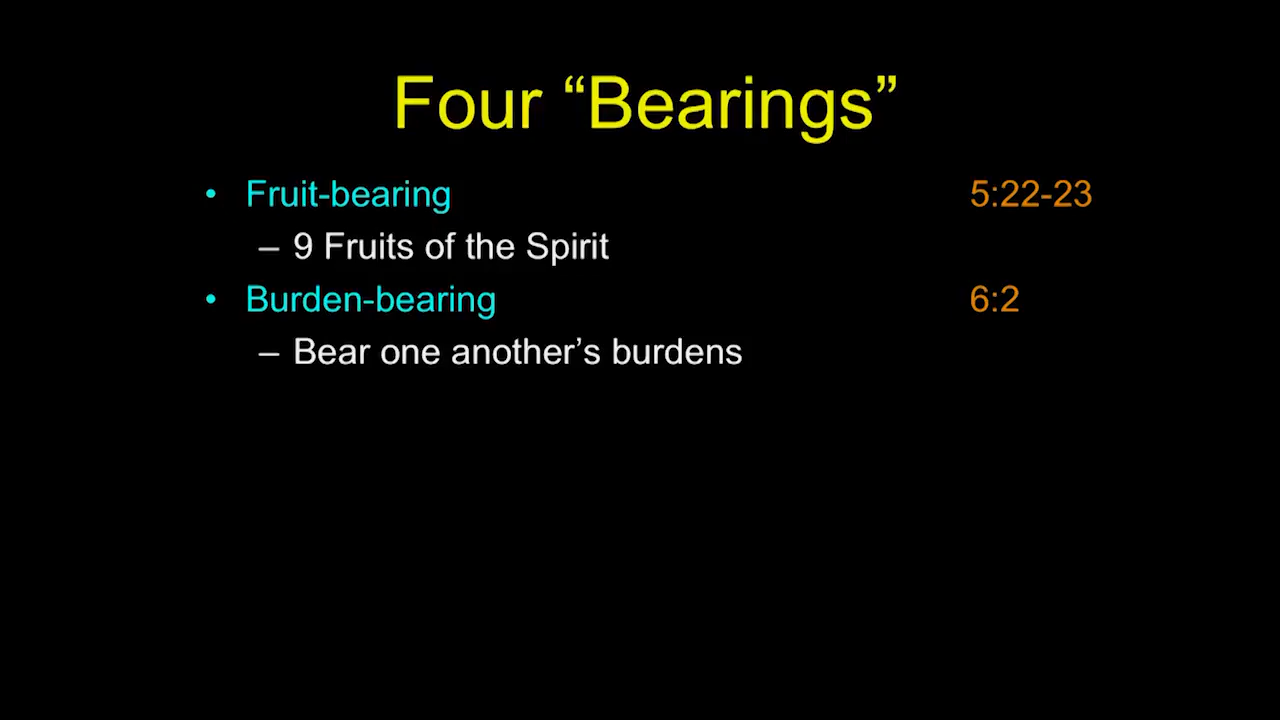 Four “Bearings”
• Fruit-bearing 5:22-23
– 9 Fruits of the Spirit
• Burden-bearing 6:2
– Bear one another’s burdens